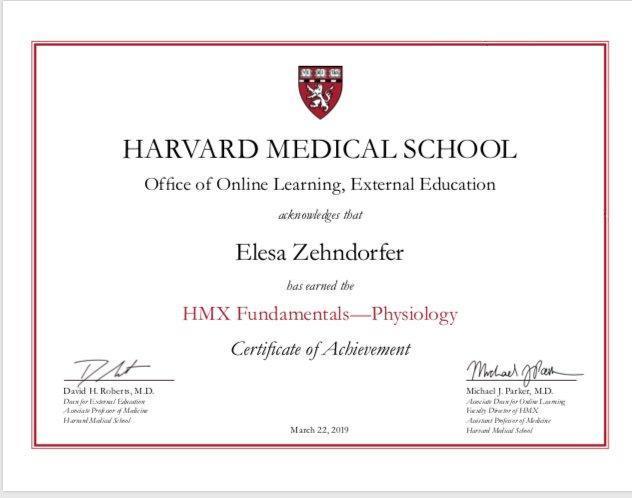 HARVARD MEDICAL SCHOOL
Office of Online Learning, External Education
acknowledges that
Elesa Zehndorfer
has earned the
HMX Fundamentals—Physiology
Certificate of Achievement
David H. Roberts, M.D.
Dean for External Education
Associate Professor of Medicine
Harvard Medical School
Michael J Parker
Michael J. Parker, M.D.
Associate Dean for Online Learning
Faculty Director of HMX
Assistant Professor of Medicine
Harvard Medical School
March 22, 2019